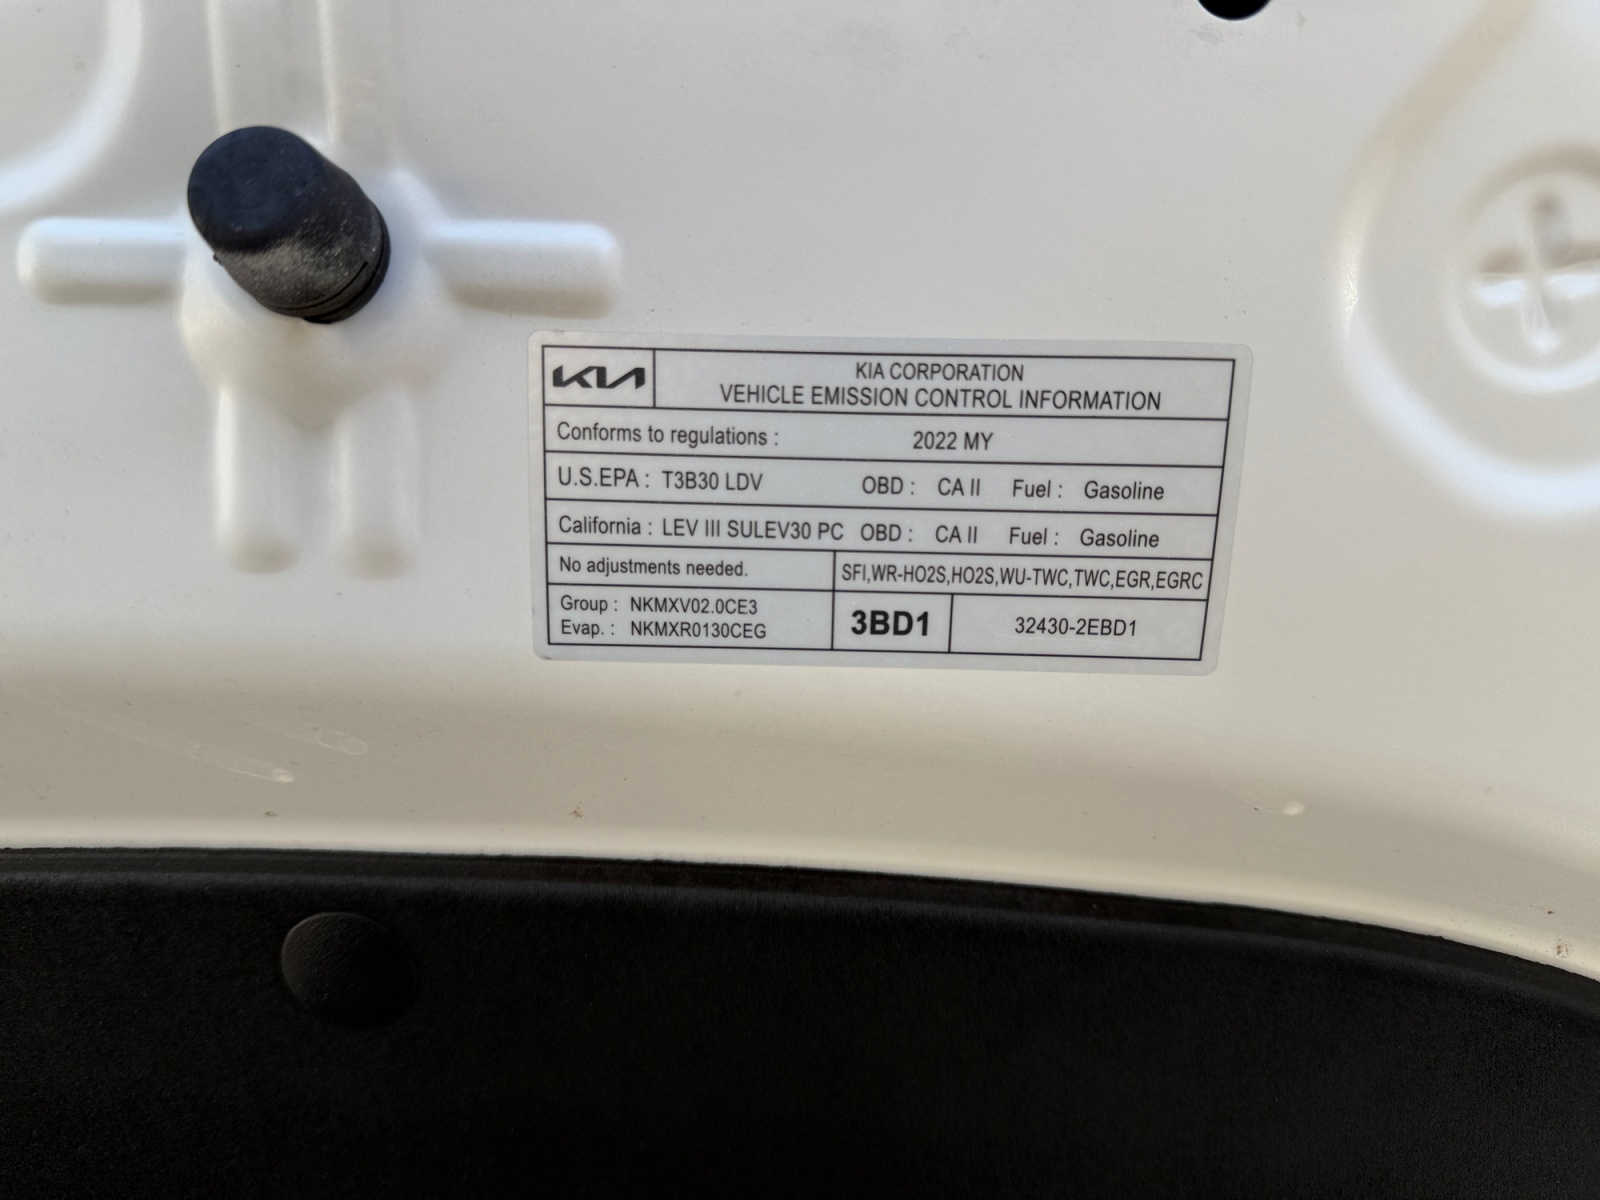 KIA
KIA CORPORATION
VEHICLE EMISSION CONTROL INFORMATION
Conforms to regulations : 2022 MY
U.S.EPA : T3B30 LDV OBD : CA II Fuel : Gasoline
California : LEV III SULEV30 PC OBD : CA II Fuel : Gasoline
No adjustments needed. SFI,WR-HO2S,HO2S,WU-TWC,TWC,EGR,EGRC
Group : NKMXV02.0CE3
Evap. : NKMXR0130CEG
3BD1
32430-2EBD1